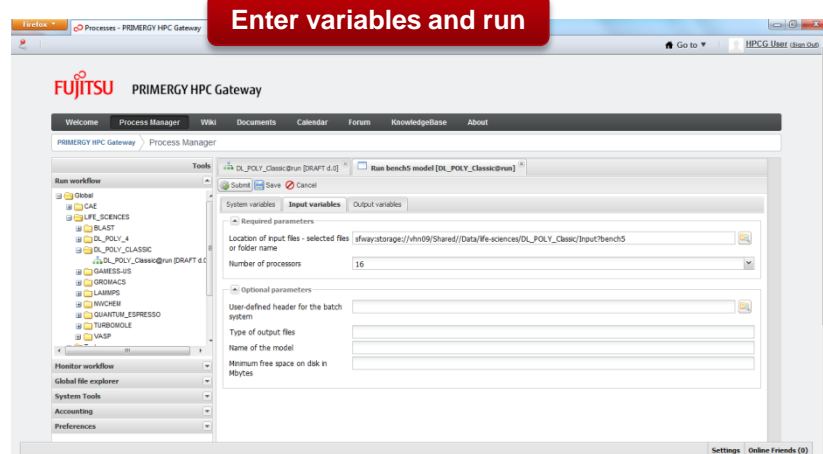 Enter variables and run
Firefox
Processes - PRIMERGY HPC Gateway
Go to ▼ HPCG User (Sign Out)
FUJITSU PRIMERGY HPC Gateway
Welcome Process Manager Wiki Documents Calendar Forum KnowledgeBase About
PRIMERGY HPC Gateway Process Manager
Tools
Run workflow
Global
CAE
LIFE_SCIENCES
BLAST
DL_POLY_4
DL_POLY_CLASSIC
DL_POLY_Classic@run [DRAFT d.0
GAMESS-US
GROMACS
LAMMPS
NWCHEM
QUANTUM_ESPRESSO
TURBOMOLE
VASP
Monitor workflow
Global file explorer
System Tools
Accounting
Preferences
DL_POLY_Classic@run [DRAFT d.0] Run bench5 model [DL_POLY_Classic@run]
Submit Save Cancel
System variables Input variables Output variables
Required parameters
Location of input files - selected files or folder name
sfway:storage://vhn09/Shared//Data/life-sciences/DL_POLY_Classic/Input?bench5
Number of processors 16
Optional parameters
User-defined header for the batch
system
Type of output files
Name of the model
Minimum free space on disk in
Mbytes
Settings Online Friends (0)